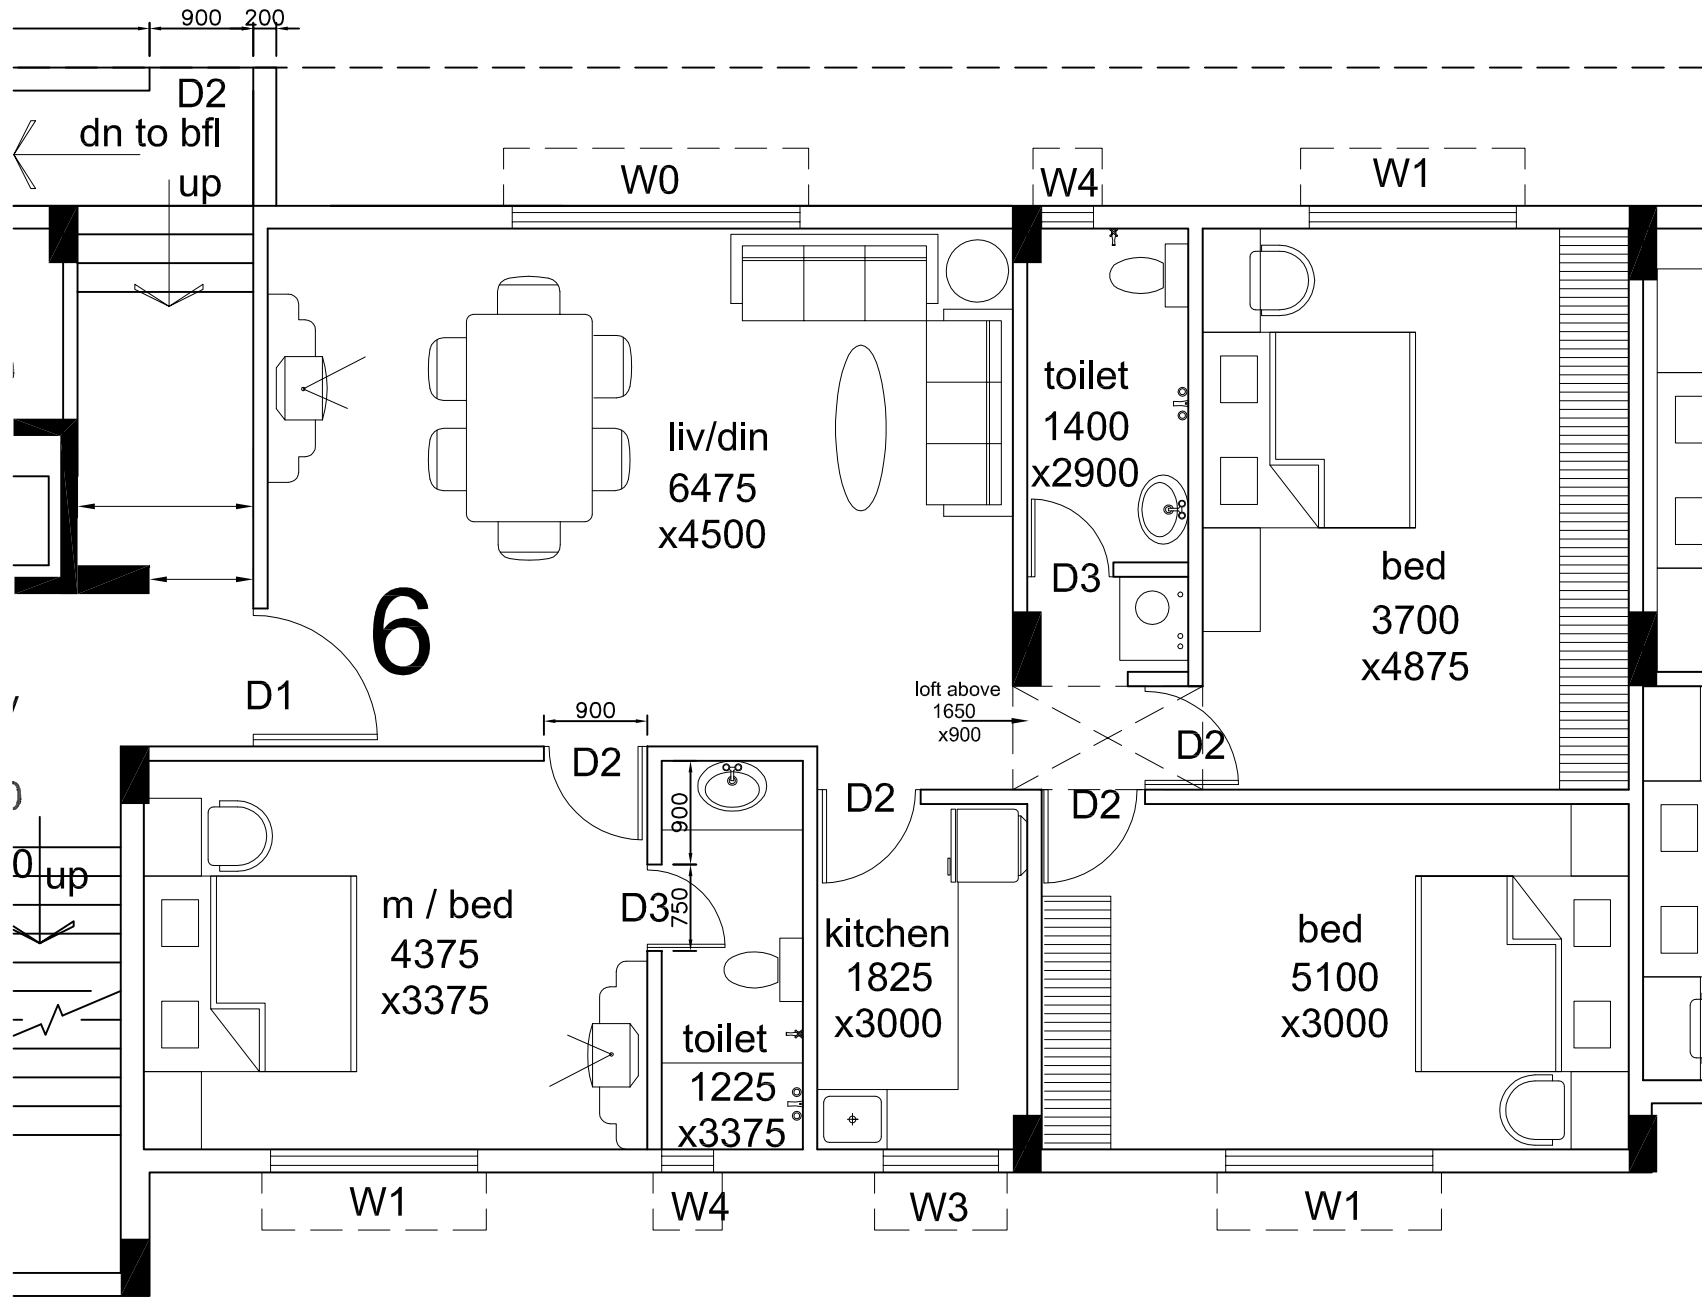 900 200
D2
dn to bfl
up
W0
W4
W1
liv/din
6475
x4500
toilet
1400
x2900
D3
bed
3700
x4875
6
D1
loft above
1650
x900
D2
900
D2
D2
D2
900
750
D3
up
m / bed
4375
x3375
toilet
1225
x3375
kitchen
1825
x3000
bed
5100
x3000
W1
W4
W3
W1